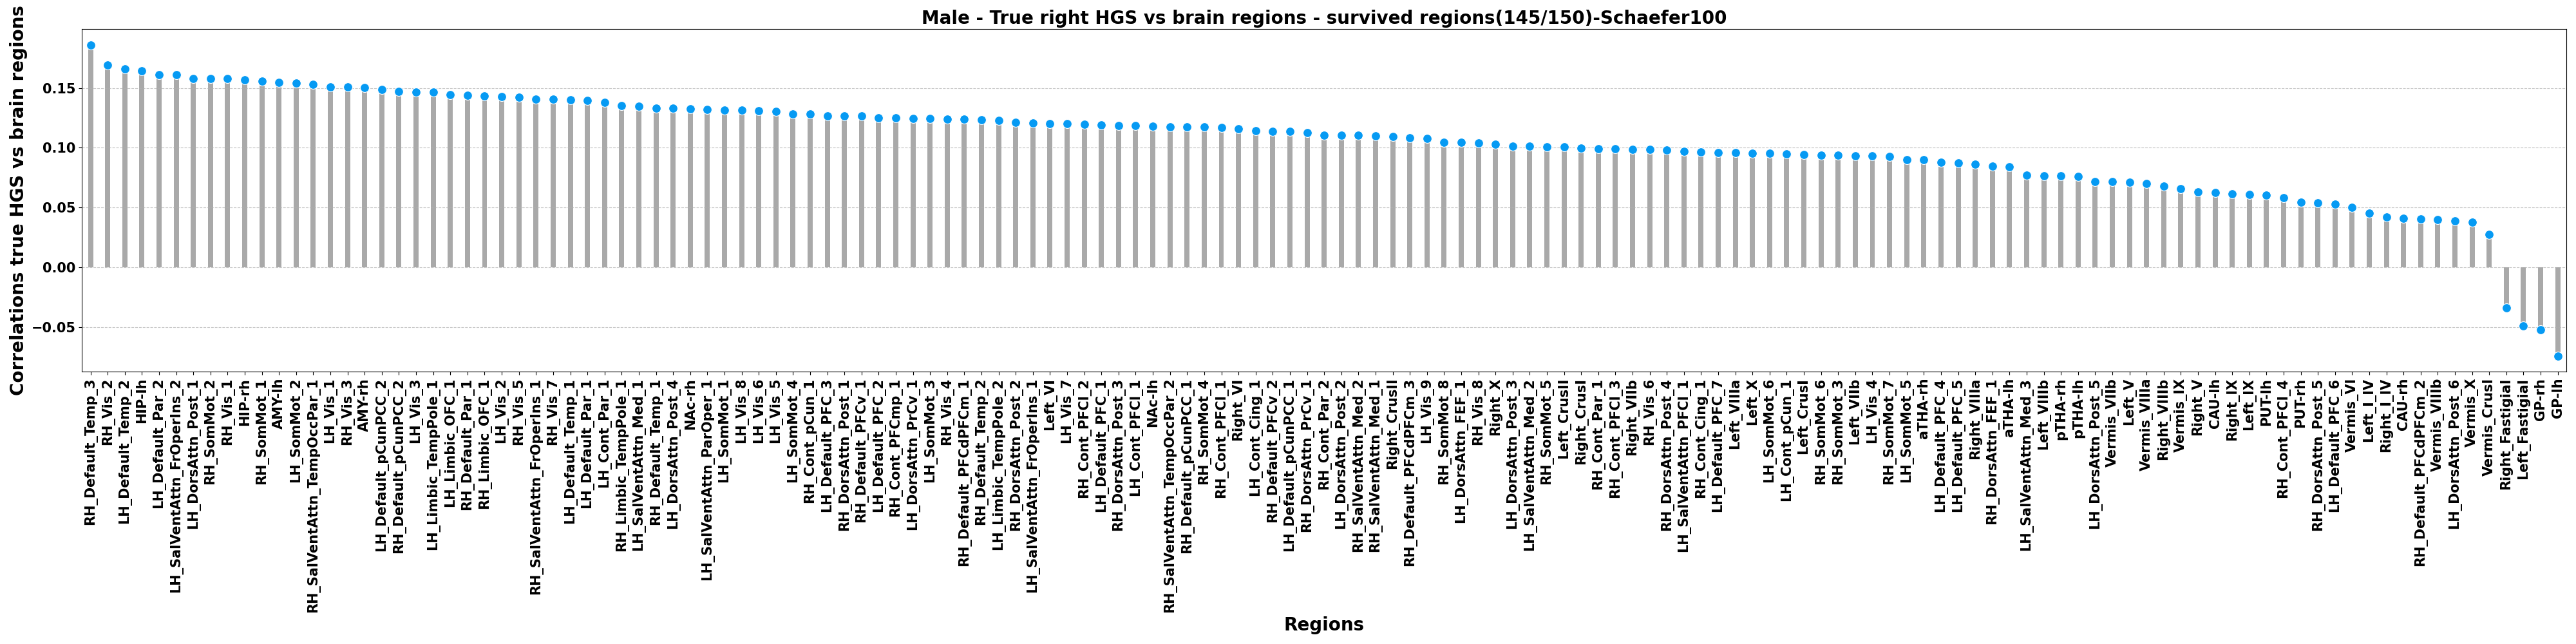 Male - True right HGS vs brain regions - survived regions(145/150)-Schaefer100
Correlations true HGS vs brain regions
0.15
0.10
0.05
0.00
−0.05
RH_Default_Temp_3
RH_Vis_2
LH_Default_Temp_2
HIP-lh
LH_Default_Par_2
LH_SalVentAttn_FrOperIns_2
LH_DorsAttn_Post_1
RH_SomMot_2
RH_Vis_1
HIP-rh
RH_SomMot_1
AMY-lh
LH_SomMot_2
RH_SalVentAttn_TempOccPar_1
LH_Vis_1
RH_Vis_3
AMY-rh
LH_Default_pCunPCC_2
RH_Default_pCunPCC_2
LH_Vis_3
LH_Limbic_TempPole_1
LH_Limbic_OFC_1
RH_Default_Par_1
RH_Limbic_OFC_1
LH_Vis_2
RH_Vis_5
RH_SalVentAttn_FrOperIns_1
RH_Vis_7
LH_Default_Temp_1
LH_Default_Par_1
LH_Cont_Par_1
RH_Limbic_TempPole_1
LH_SalVentAttn_Med_1
RH_Default_Temp_1
LH_DorsAttn_Post_4
NAc-rh
LH_SalVentAttn_ParOper_1
LH_SomMot_1
LH_Vis_8
LH_Vis_6
LH_Vis_5
LH_SomMot_4
RH_Cont_pCun_1
LH_Default_PFC_3
RH_DorsAttn_Post_1
RH_Default_PFCv_1
LH_Default_PFC_2
RH_Cont_PFCmp_1
LH_DorsAttn_PrCv_1
LH_SomMot_3
RH_Vis_4
RH_Default_PFCdPFCm_1
RH_Default_Temp_2
LH_Limbic_TempPole_2
RH_DorsAttn_Post_2
LH_SalVentAttn_FrOperIns_1
Left_VI
LH_Vis_7
RH_Cont_PFCl_2
LH_Default_PFC_1
RH_DorsAttn_Post_3
LH_Cont_PFCl_1
NAc-lh
RH_SalVentAttn_TempOccPar_2
RH_Default_pCunPCC_1
RH_SomMot_4
RH_Cont_PFCl_1
Right_VI
LH_Cont_Cing_1
RH_Default_PFCv_2
LH_Default_pCunPCC_1
RH_DorsAttn_PrCv_1
RH_Cont_Par_2
LH_DorsAttn_Post_2
RH_SalVentAttn_Med_2
RH_SalVentAttn_Med_1
Right_CrusII
RH_Default_PFCdPFCm_3
LH_Vis_9
RH_SomMot_8
LH_DorsAttn_FEF_1
RH_Vis_8
Right_X
LH_DorsAttn_Post_3
LH_SalVentAttn_Med_2
RH_SomMot_5
Left_CrusII
Right_CrusI
RH_Cont_Par_1
RH_Cont_PFCl_3
Right_VIIb
RH_Vis_6
RH_DorsAttn_Post_4
LH_SalVentAttn_PFCl_1
RH_Cont_Cing_1
LH_Default_PFC_7
Left_VIIIa
Left_X
LH_SomMot_6
LH_Cont_pCun_1
Left_CrusI
RH_SomMot_6
RH_SomMot_3
Left_VIIb
LH_Vis_4
RH_SomMot_7
LH_SomMot_5
aTHA-rh
LH_Default_PFC_4
LH_Default_PFC_5
Right_VIIIa
RH_DorsAttn_FEF_1
aTHA-lh
LH_SalVentAttn_Med_3
Left_VIIIb
pTHA-rh
pTHA-lh
LH_DorsAttn_Post_5
Vermis_VIIb
Left_V
Vermis_VIIIa
Right_VIIIb
Vermis_IX
Right_V
CAU-lh
Right_IX
Left_IX
PUT-lh
RH_Cont_PFCl_4
PUT-rh
RH_DorsAttn_Post_5
LH_Default_PFC_6
Vermis_VI
Left_I_IV
Right_I_IV
CAU-rh
RH_Default_PFCdPFCm_2
Vermis_VIIIb
LH_DorsAttn_Post_6
Vermis_X
Vermis_CrusI
Right_Fastigial
Left_Fastigial
GP-rh
GP-lh
Regions